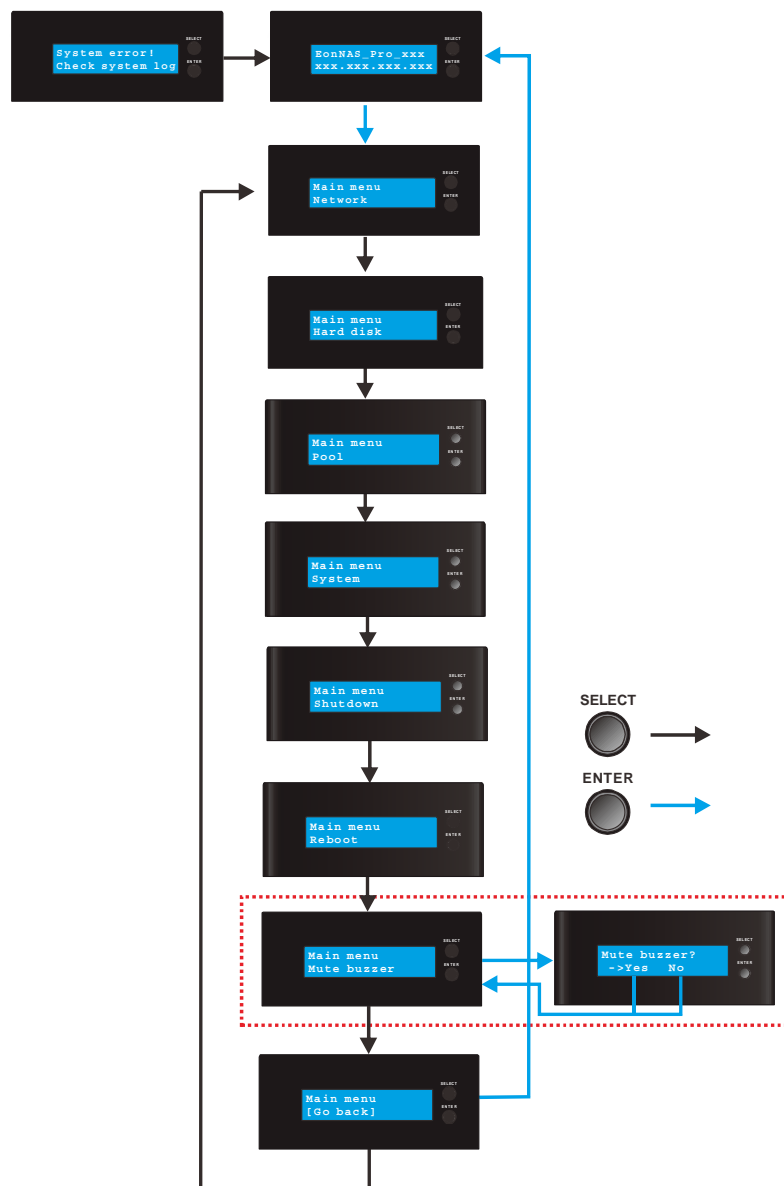 System error!
Check system log
SELECT
ENTER
EonNAS_Pro_xxx
xxx.xxx.xxx.xxx
SELECT
ENTER
Main menu
Network
SELECT
ENTER
Main menu
Hard disk
SELECT
ENTER
Main menu
Pool
SELECT
ENTER
Main menu
System
SELECT
ENTER
Main menu
Shutdown
SELECT
ENTER
SELECT
ENTER
Main menu
Reboot
SELECT
ENTER
Main menu
Mute buzzer
SELECT
ENTER
Mute buzzer?
->Yes No
SELECT
ENTER
Main menu
[Go back]
SELECT
ENTER